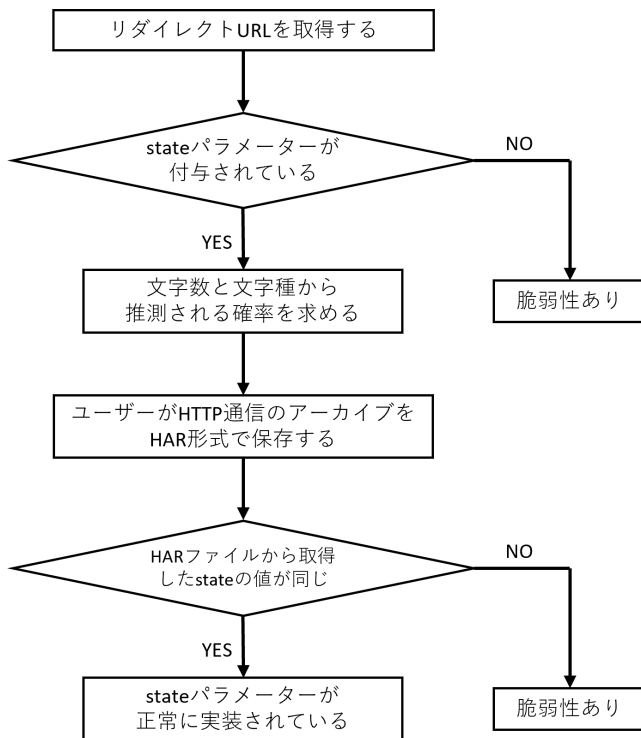 リダイレクトURLを取得する
stateパラメーターが
付与されている
NO
YES
文字数と文字種から
推測される確率を求める
脆弱性あり
ユーザーがHTTP通信のアーカイブを
HAR形式で保存する
HARファイルから取得
したstateの値が同じ
NO
YES
stateパラメーターが
正常に実装されている
脆弱性あり